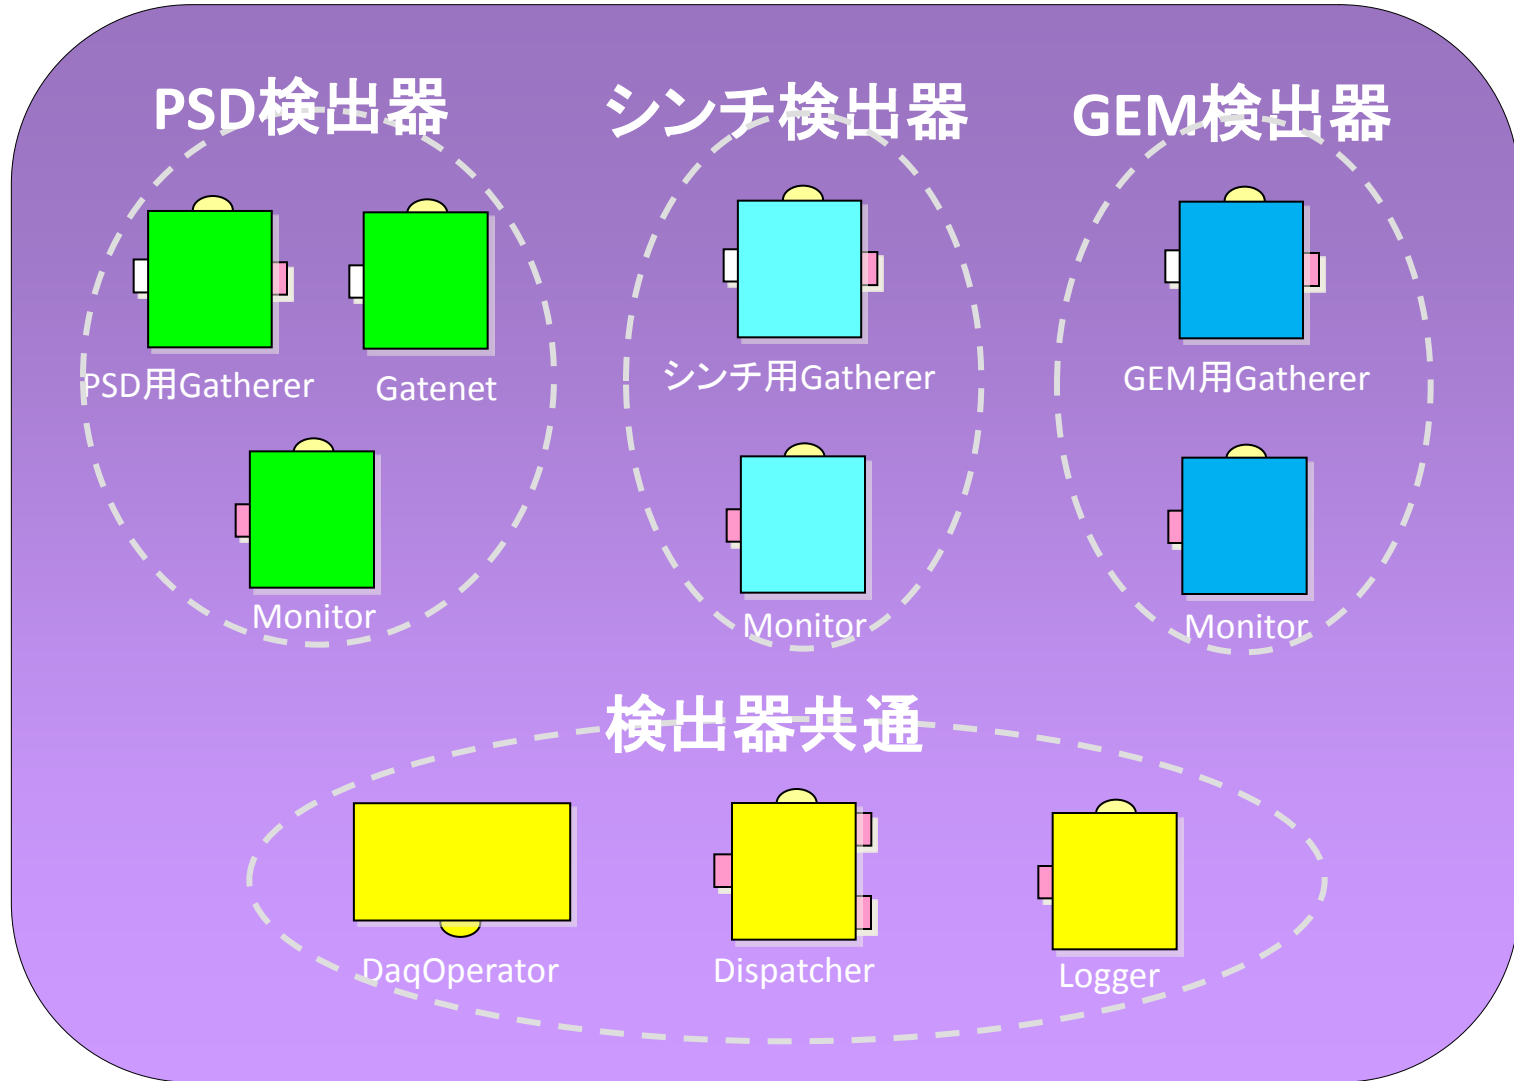 PSD検出器
シンチ検出器
GEM検出器
PSD用Gatherer
Gatenet
シンチ用Gatherer
GEM用Gatherer
Monitor
Monitor
Monitor
検出器共通
DaqOperator
Dispatcher
Logger